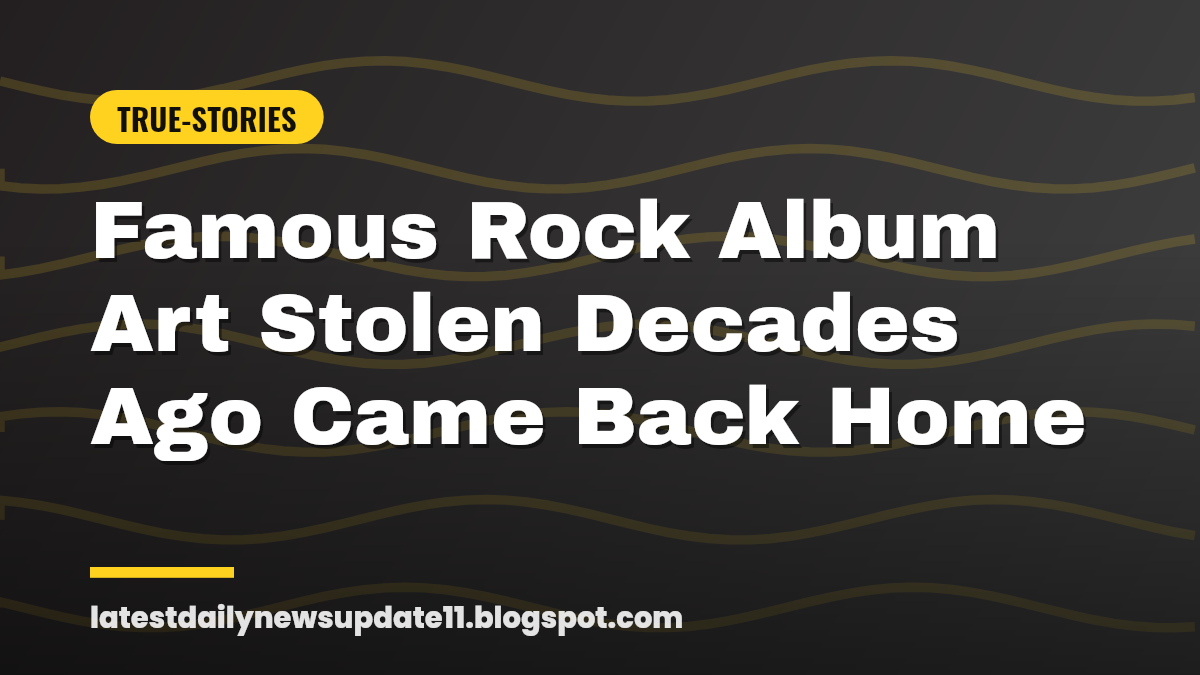 TRUE-STORIES
Famous Rock Album
Art Stolen Decades
Ago Came Back Home
latestdailynewsupdate11.blogspot.com